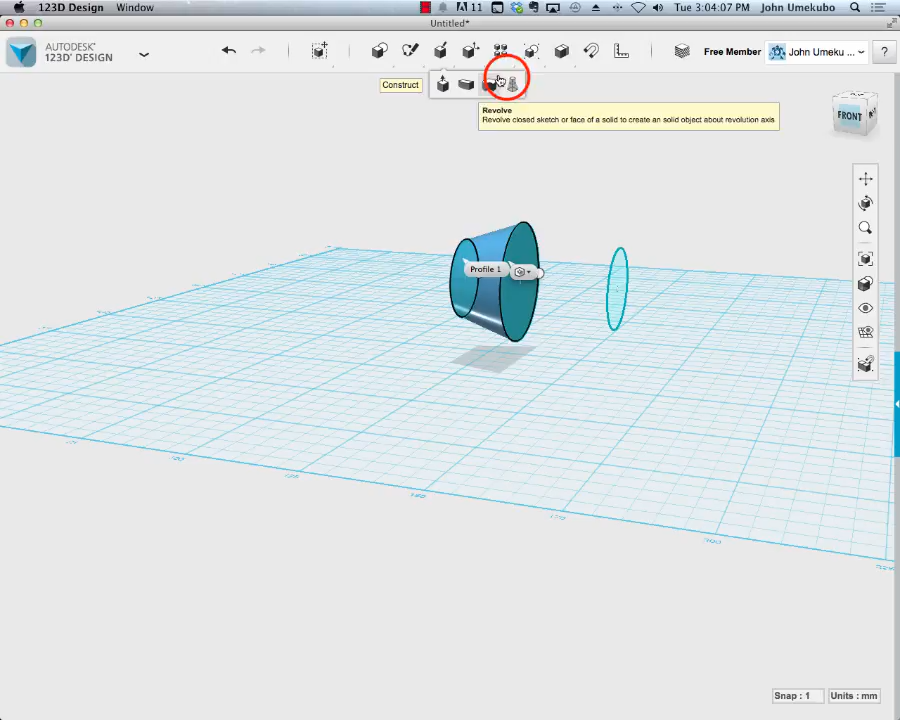 123D Design Window
11
Tue 3:04:07 PM John Umekubo
Untitled*
AUTODESK®
123D® DESIGN
Free Member
John Umeku ...
?
Construct
Revolve
Revolve closed sketch or face of a solid to create an solid object about revolution axis
FRONT
Profile 1
Snap : 1
Units : mm